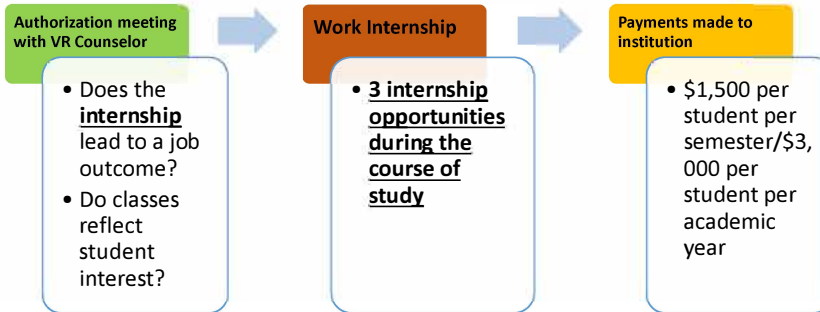 Authorization meeting
with VR Counselor
• Does the
internship
lead to a job
outcome?
• Do classes
reflect
student
interest?
Work Internship
• 3 internship
opportunities
during the
course of
study
Payments made to
institution
• $1,500 per
student per
semester/$3,
000 per
student per
academic
year